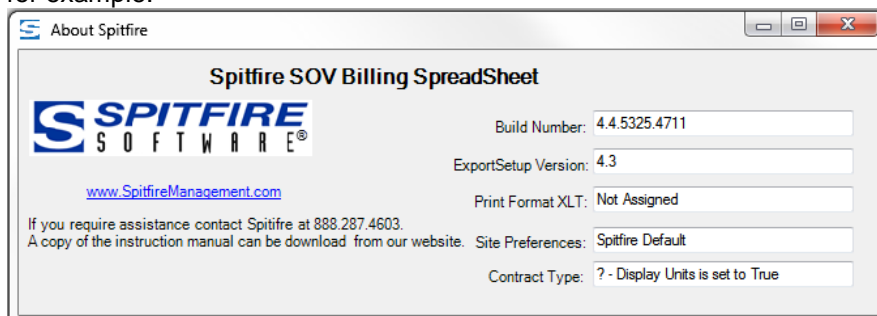 About Spitfire
Spitfire SOV Billing SpreadSheet
SPITFIRE
SOFTWARE®
www.SpitfireManagement.com
If you require assistance contact Spitifre at 888.287.4603.
A copy of the instruction manual can be download from our website.
Build Number: 4.4.5325.4711
ExportSetup Version: 4.3
Print Format XLT: Not Assigned
Site Preferences: Spitfire Default
Contract Type: ? - Display Units is set to True